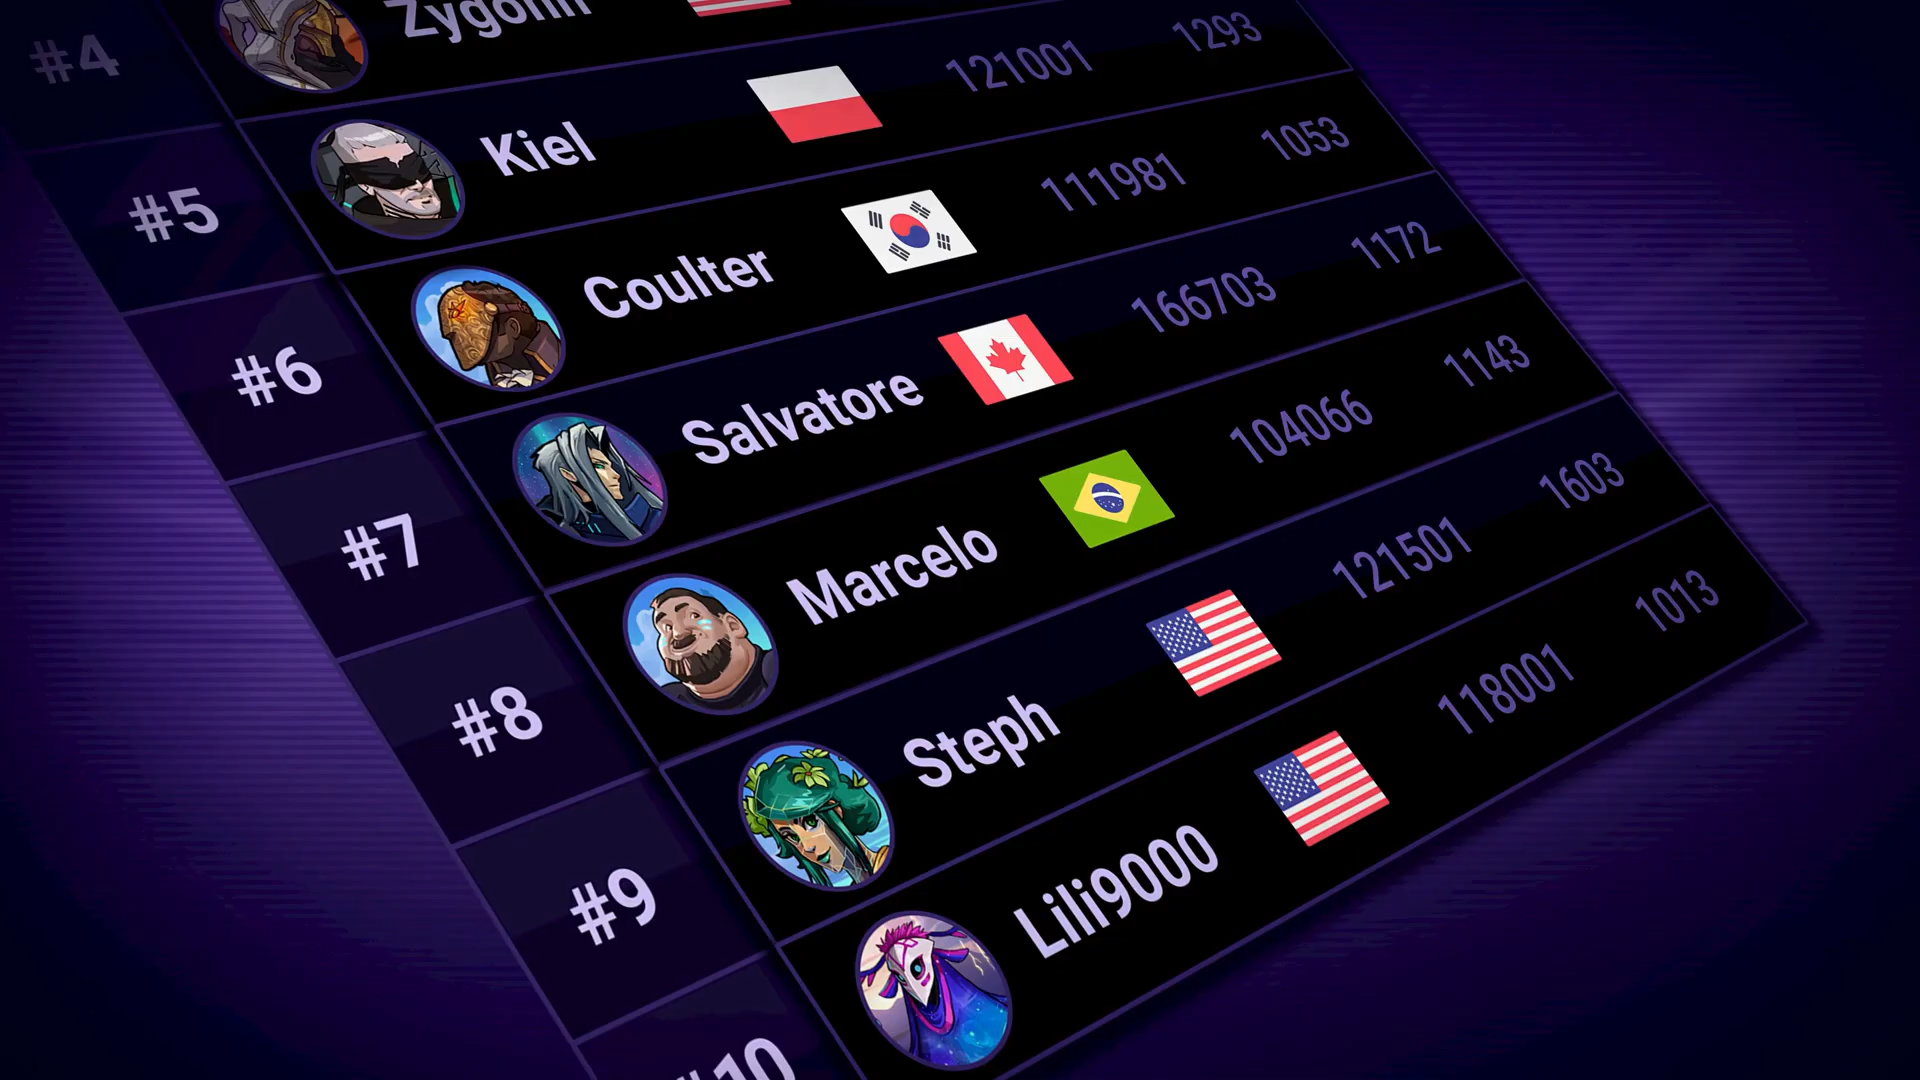 #4
#5 Kiel 121001 1293
#6 Coulter 111981 1053
#7 Salvatore 166703 1172
#8 Marcelo 104066 1143
#9 Steph 121501 1603
#10 Lili9000 118001 1013